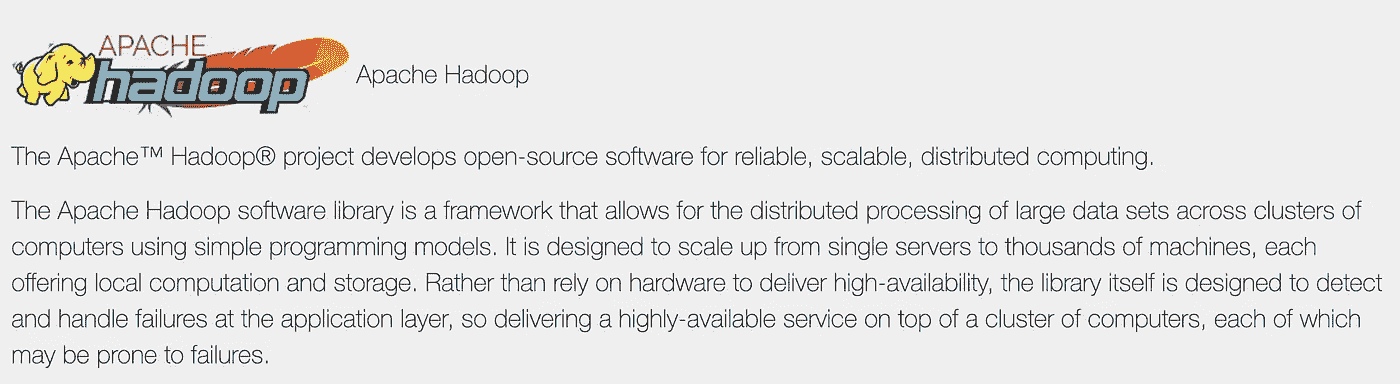 APACHE
hadoop
Apache Hadoop
The Apache™ Hadoop® project develops open-source software for reliable, scalable, distributed computing.
The Apache Hadoop software library is a framework that allows for the distributed processing of large data sets across clusters of
computers using simple programming models. It is designed to scale up from single servers to thousands of machines, each
offering local computation and storage. Rather than rely on hardware to deliver high-availability, the library itself is designed to detect
and handle failures at the application layer, so delivering a highly-available service on top of a cluster of computers, each of which
may be prone to failures.